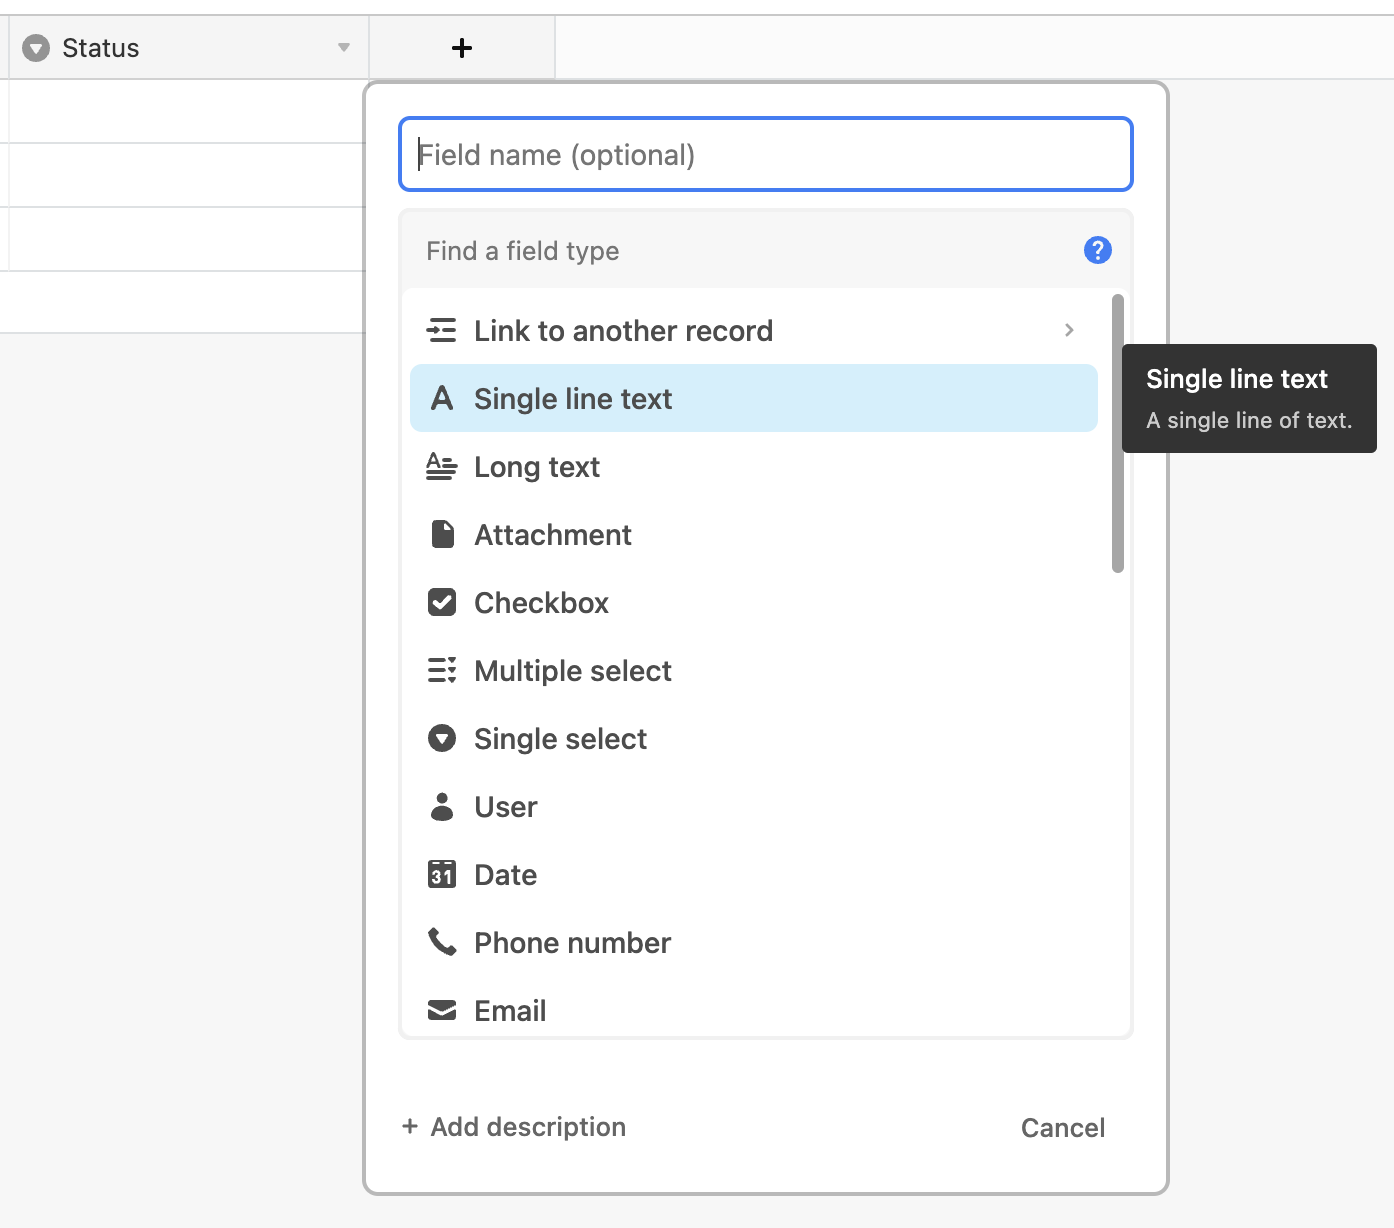 Status
+
Field name (optional)
Find a field type
?
Link to another record
A Single line text
Single line text
A single line of text.
A Long text
Attachment
Checkbox
Multiple select
Single select
User
31 Date
Phone number
Email
+ Add description
Cancel